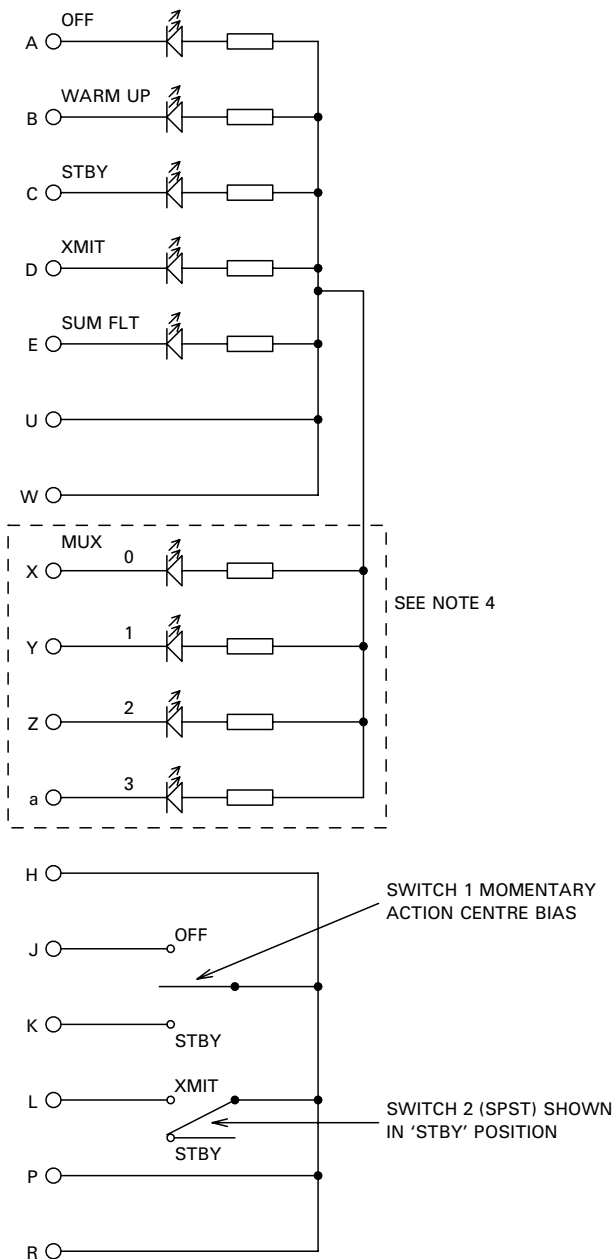 OFF
A
WARM UP
B
STBY
C
XMIT
D
SUM FLT
E
U
W
MUX
0
X
SEE NOTE 4
1
Y
2
Z
3
a
H
SWITCH 1 MOMENTARY
ACTION CENTRE BIAS
OFF
J
K
STBY
XMIT
L
SWITCH 2 (SPST) SHOWN
IN ‘STBY’ POSITION
STBY
P
R